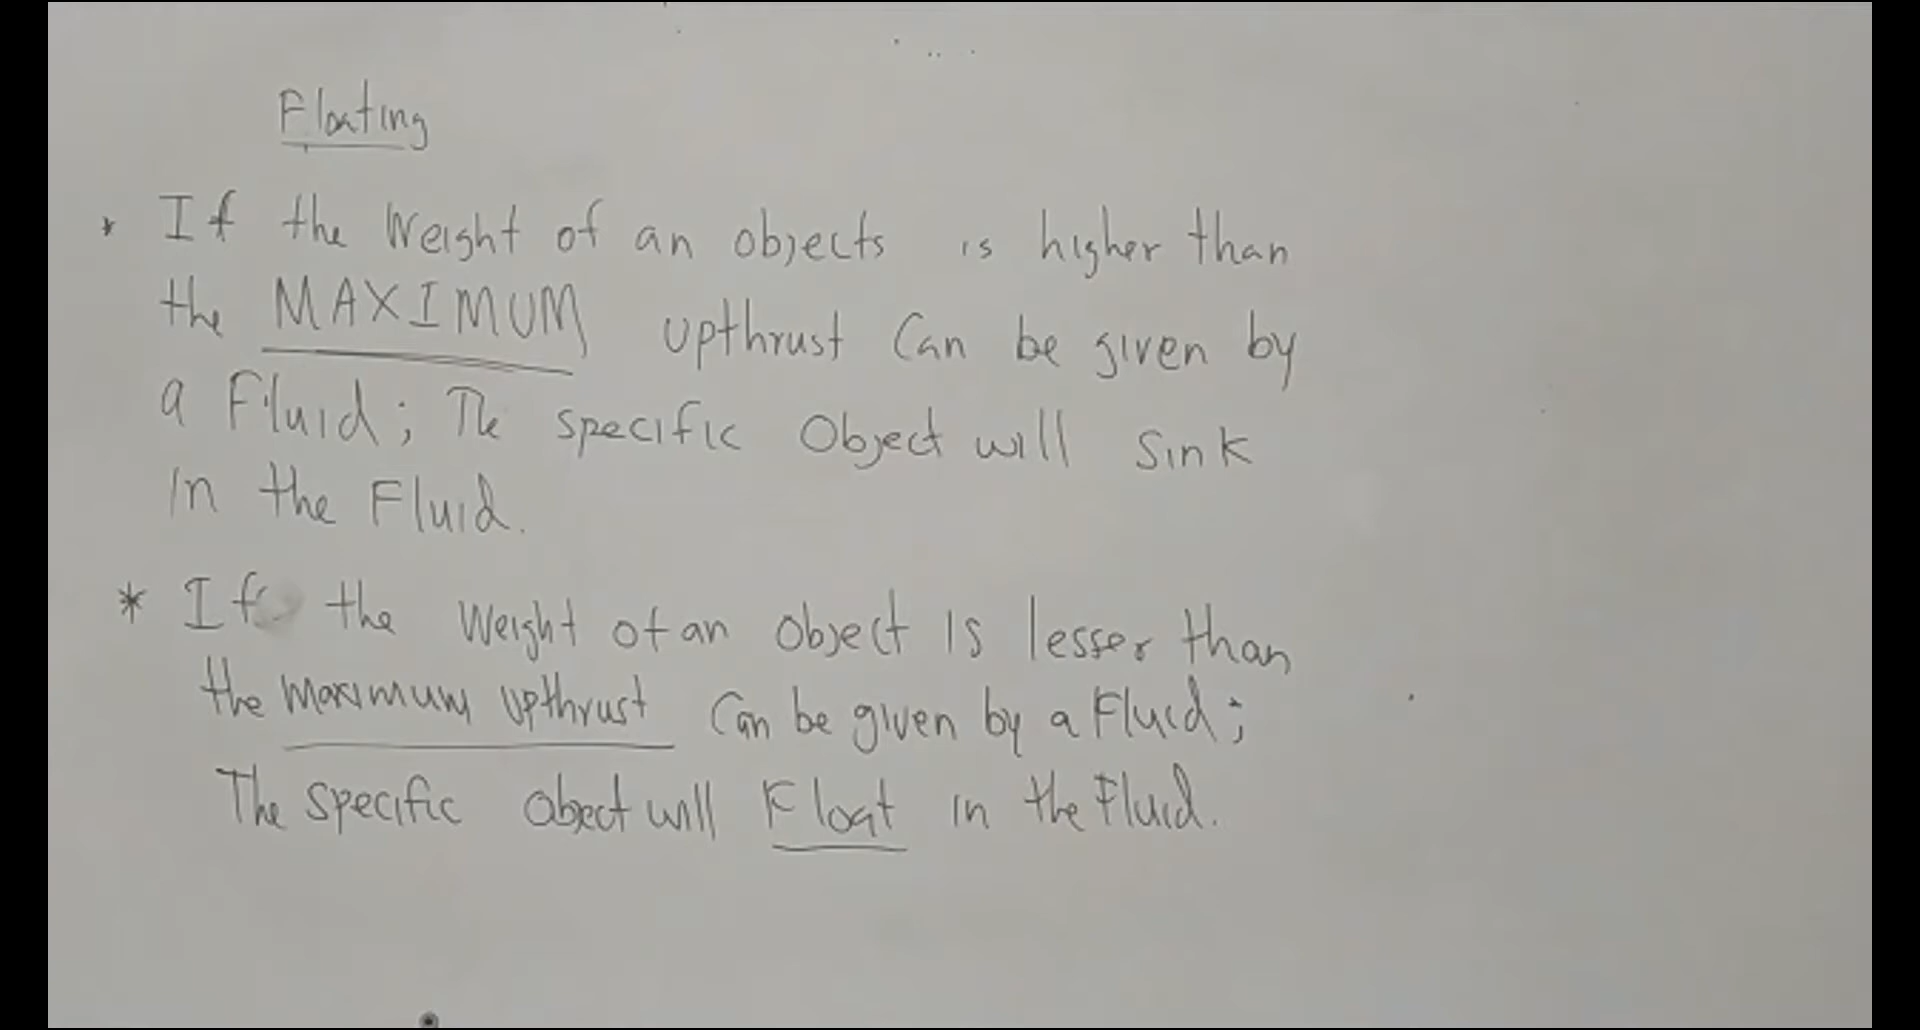 Floating
* If the Weight of an objects is higher than
the MAXIMUM upthrust Can be given by
a Fluid; The specific Object will sink
in the Fluid.
* If the Weight of an object is lesser than
the maximum upthrust Can be given by a Fluid;
The specific object will Float in the Fluid.